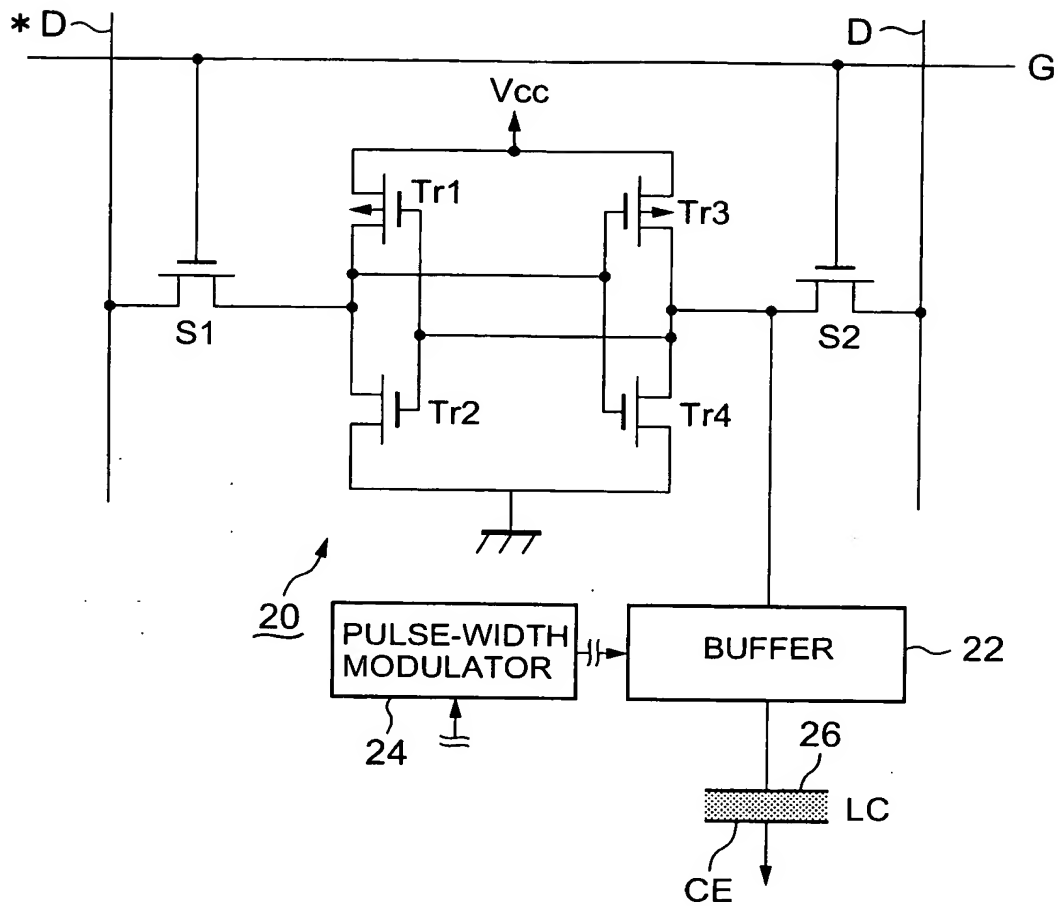 *D
D
G
Vcc
Tr1
Tr3
S1
S2
Tr2
Tr4
20
PULSE-WIDTH
MODULATOR
BUFFER
22
24
26
LC
CE